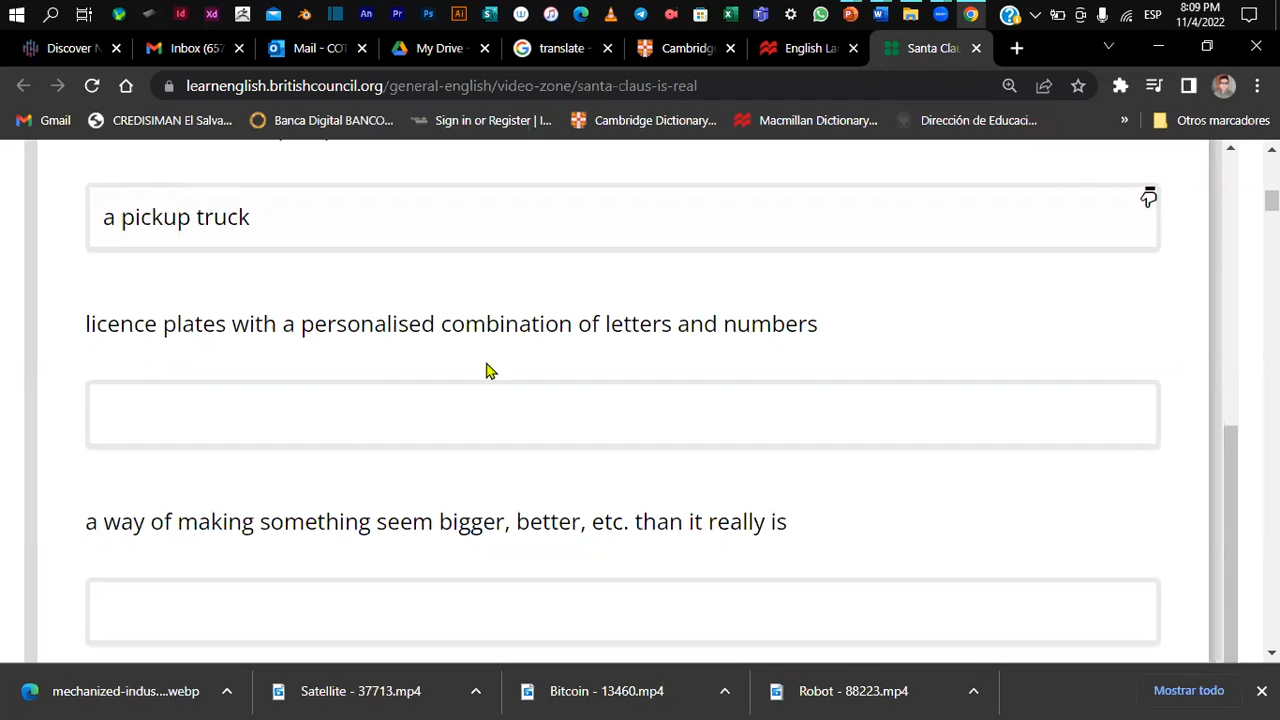 8:09 PM
ESP
11/4/2022
Discover N
Inbox (657
Mail - COT
My Drive -
translate -
Cambridg
English La
Santa Clau
learnenglish.britishcouncil.org/general-english/video-zone/santa-claus-is-real
Gmail
CREDISIMAN El Salva...
Banca Digital BANCO...
Sign in or Register | I...
Cambridge Dictionary...
Macmillan Dictionary...
Dirección de Educaci...
»
Otros marcadores
a pickup truck
licence plates with a personalised combination of letters and numbers
a way of making something seem bigger, better, etc. than it really is
mechanized-indus....webp
Satellite - 37713.mp4
Bitcoin - 13460.mp4
Robot - 88223.mp4
Mostrar todo